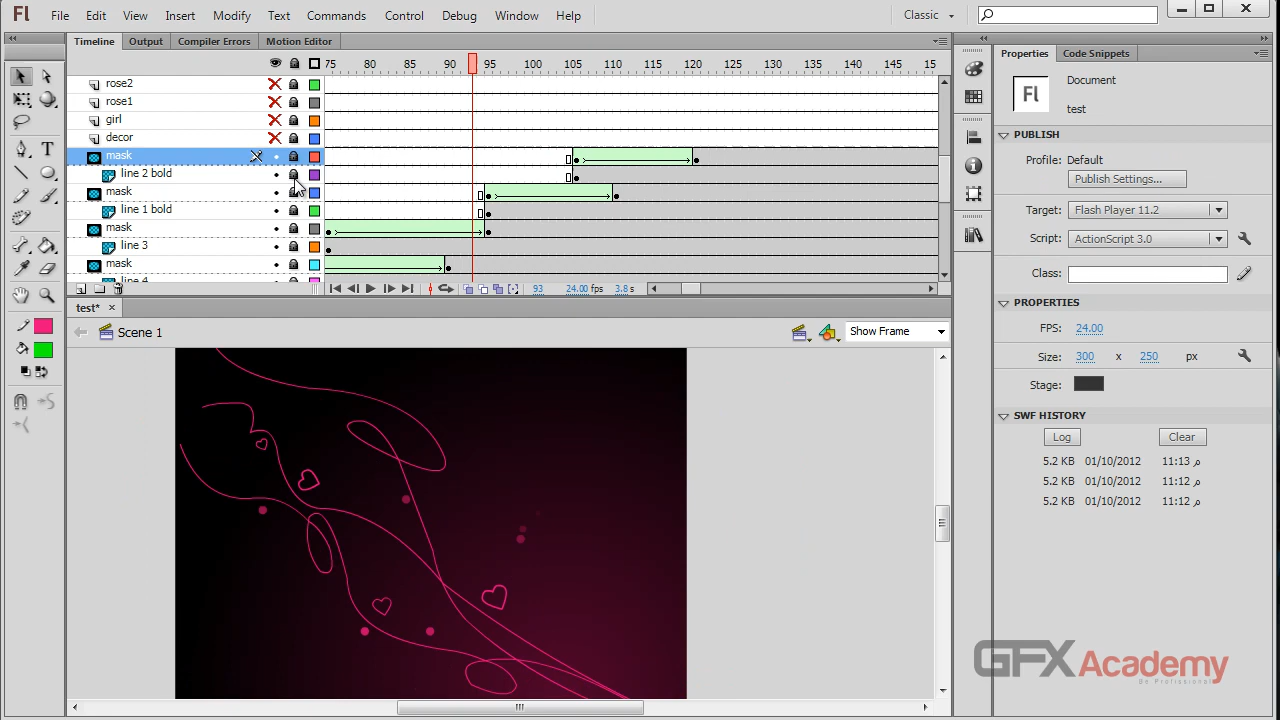 Fl File Edit View Insert Modify Text Commands Control Debug Window Help Classic
Timeline Output Compiler Errors Motion Editor
75 80 85 90 95 100 105 110 115 120 125 130 135 140 145 15
rose2
rose1
girl
decor
mask
line 2 bold
mask
line 1 bold
mask
line 3
mask
line 4
93 24.00 fps 3.8 s
test* ×
Scene 1 Show Frame
T
Properties Code Snippets
Fl
Document
test
PUBLISH
Profile: Default
Publish Settings...
Target: Flash Player 11.2
Script: ActionScript 3.0
Class:
PROPERTIES
FPS: 24.00
Size: 300 x 250 px
Stage:
SWF HISTORY
Log Clear
5.2 KB 01/10/2012 11:13 م
5.2 KB 01/10/2012 11:12 م
5.2 KB 01/10/2012 11:12 م
GFX Academy
Be Professional